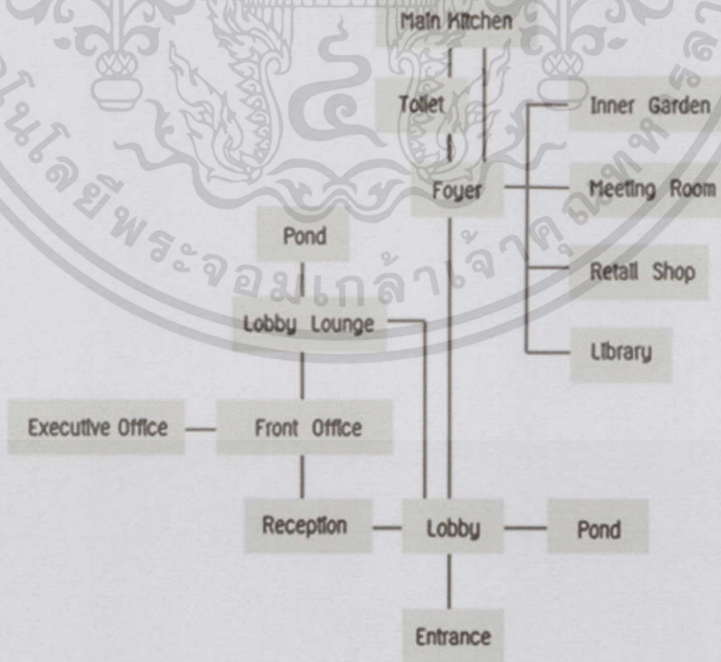 Main Kitchen
Toilet
Inner Garden
Foyer
Meeting Room
Pond
Retail Shop
Lobby Lounge
Library
Executive Office
Front Office
Reception
Lobby
Pond
Entrance